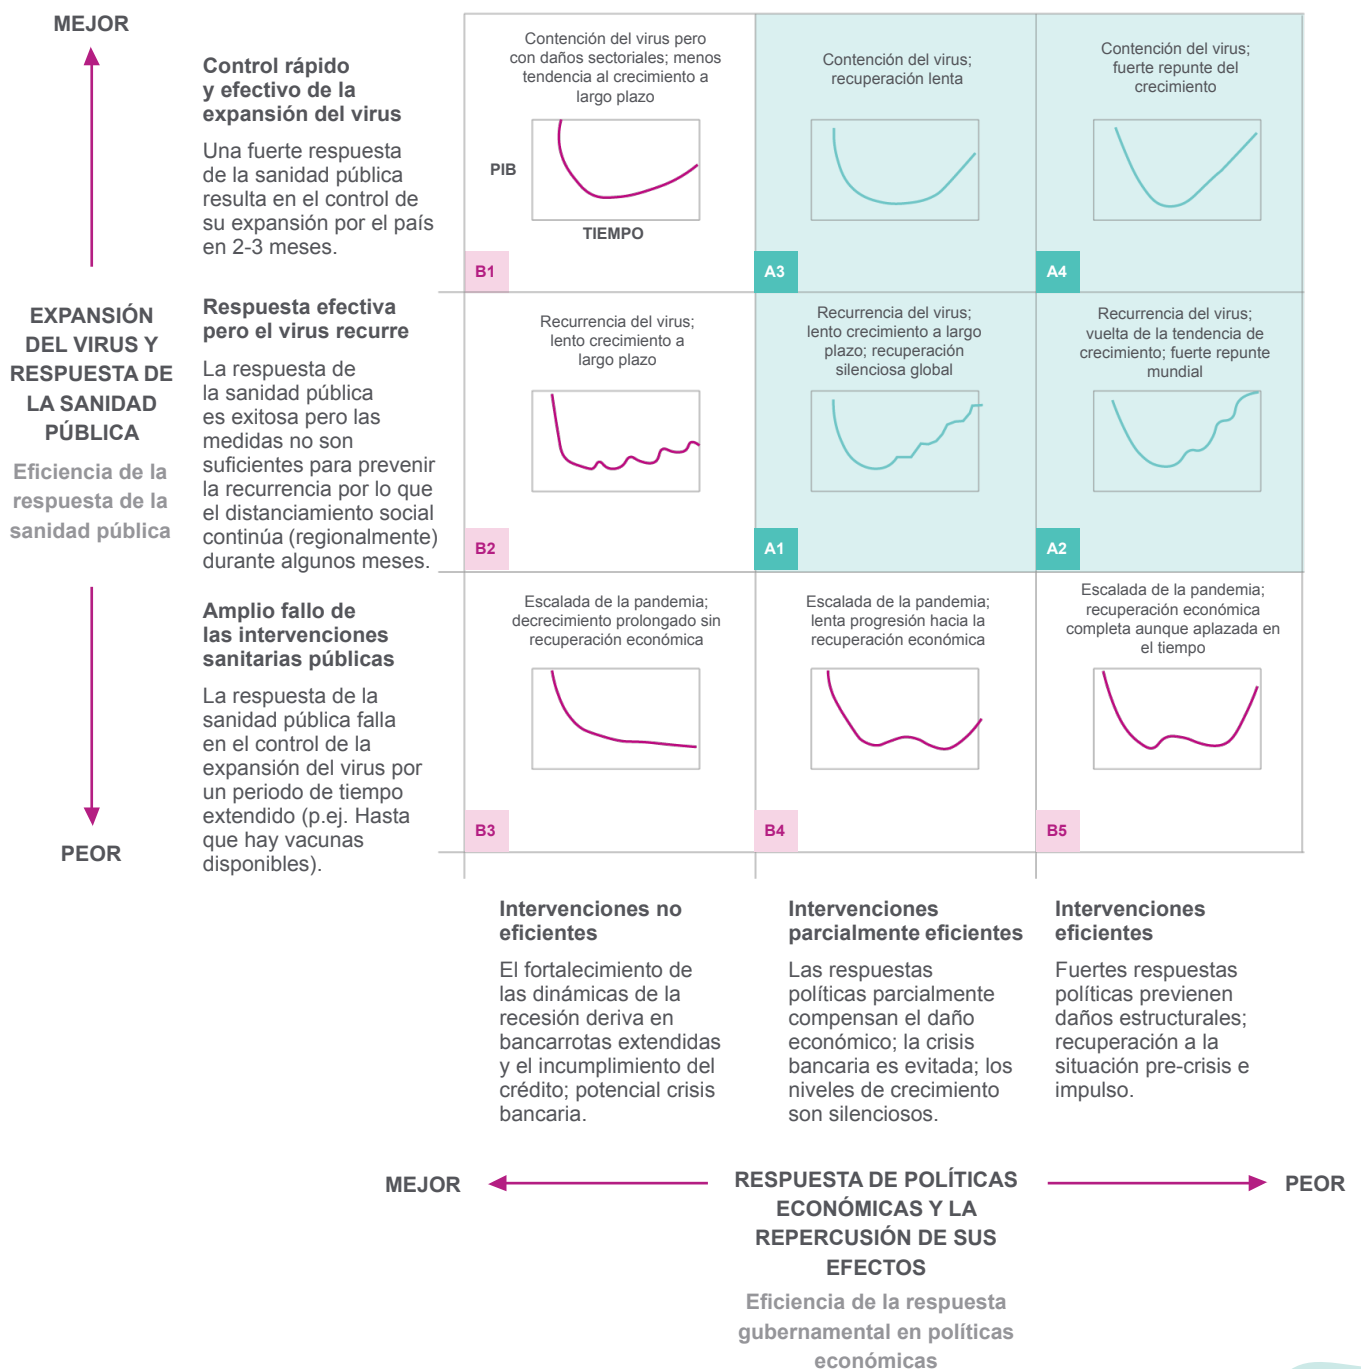 MEJOR
EXPANSIÓN
DEL VIRUS Y
RESPUESTA DE
LA SANIDAD
PÚBLICA
Eficiencia de la
respuesta de la
sanidad pública
PEOR
Control rápido
y efectivo de la
expansión del virus
Una fuerte respuesta
de la sanidad pública
resulta en el control de
su expansión por el país
en 2-3 meses.
Contención del virus pero
con daños sectoriales; menos
tendencia al crecimiento a
largo plazo
PIB
TIEMPO
B1
Contención del virus;
recuperación lenta
A3
Contención del virus;
fuerte repunte del
crecimiento
A4
Respuesta efectiva
pero el virus recurre
La respuesta de
la sanidad pública
es exitosa pero las
medidas no son
suficientes para prevenir
la recurrencia por lo que
el distanciamiento social
continúa (regionalmente)
durante algunos meses.
Recurrencia del virus;
lento crecimiento a
largo plazo
B2
Recurrencia del virus;
lento crecimiento a largo
plazo; recuperación
silenciosa global
A1
Recurrencia del virus;
vuelta de la tendencia de
crecimiento; fuerte repunte
mundial
A2
Amplio fallo de
las intervenciones
sanitarias públicas
La respuesta de la
sanidad pública falla
en el control de la
expansión del virus por
un periodo de tiempo
extendido (p.ej. Hasta
que hay vacunas
disponibles).
Escalada de la pandemia;
decrecimiento prolongado sin
recuperación económica
B3
Escalada de la pandemia;
lenta progresión hacia la
recuperación económica
B4
Escalada de la pandemia;
recuperación económica
completa aunque aplazada en
el tiempo
B5
Intervenciones no
eficientes
El fortalecimiento de
las dinámicas de la
recesión deriva en
bancarrotas extendidas
y el incumplimiento del
crédito; potencial crisis
bancaria.
Intervenciones
parcialmente eficientes
Las respuestas
políticas parcialmente
compensan el daño
económico; la crisis
bancaria es evitada; los
niveles de crecimiento
son silenciosos.
Intervenciones
eficientes
Fuertes respuestas
políticas previenen
daños estructurales;
recuperación a la
situación pre-crisis e
impulso.
MEJOR
RESPUESTA DE POLÍTICAS
ECONÓMICAS Y LA
REPERCUSIÓN DE SUS
EFECTOS
Eficiencia de la respuesta
gubernamental en políticas
económicas
PEOR